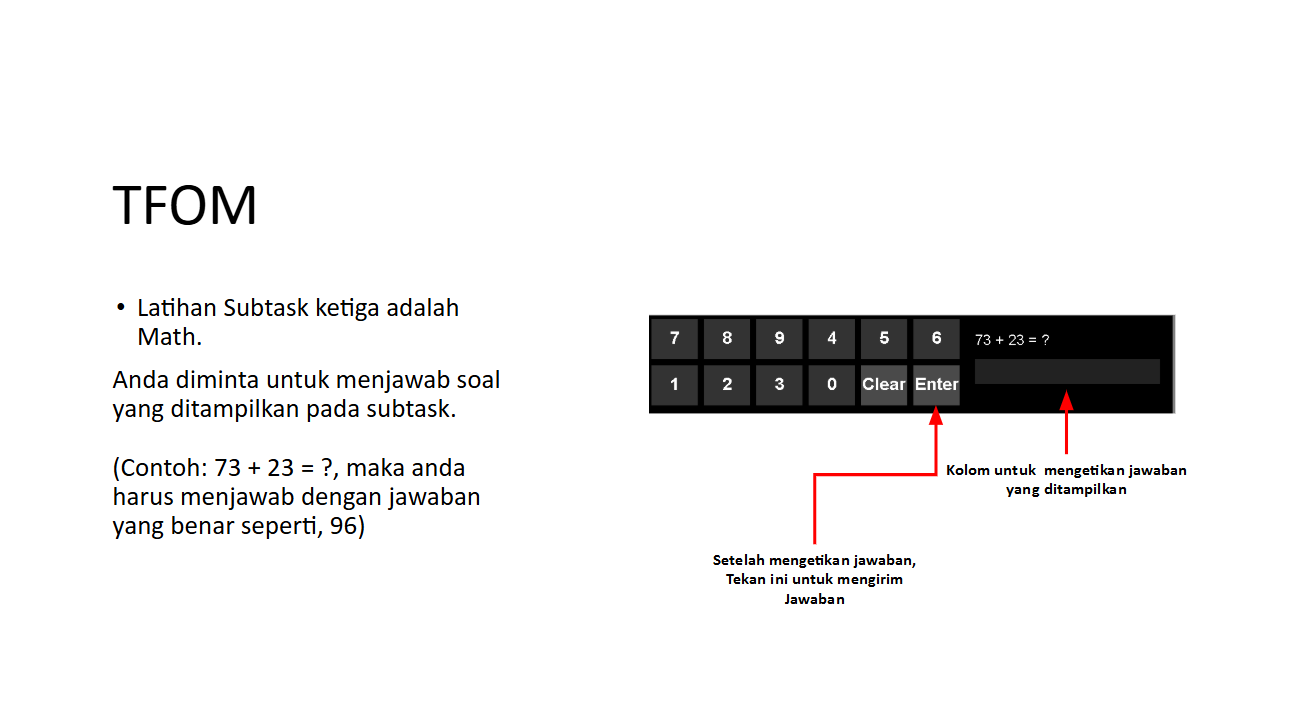 TFOM
• Latihan Subtask ketiga adalah
Math.
Anda diminta untuk menjawab soal
yang ditampilkan pada subtask.
(Contoh: 73 + 23 = ?, maka anda
harus menjawab dengan jawaban
yang benar seperti, 96)
7 8 9 4 5 6
1 2 3 0 Clear Enter
73 + 23 = ?
Kolom untuk mengetikan jawaban
yang ditampilkan
Setelah mengetikan jawaban,
Tekan ini untuk mengirim
Jawaban